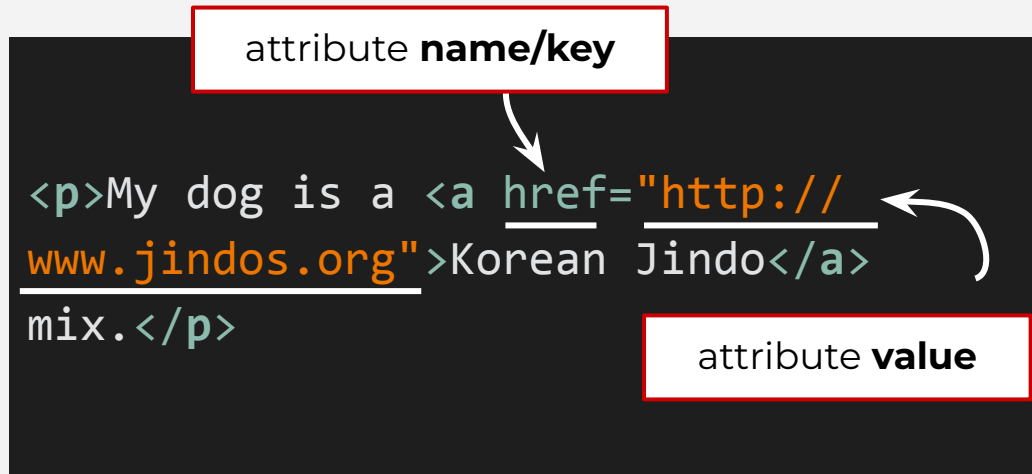 attribute name/key
<p>My dog is a <a href="http://
www.jindos.org">Korean Jindo</a>
mix.</p>
attribute value